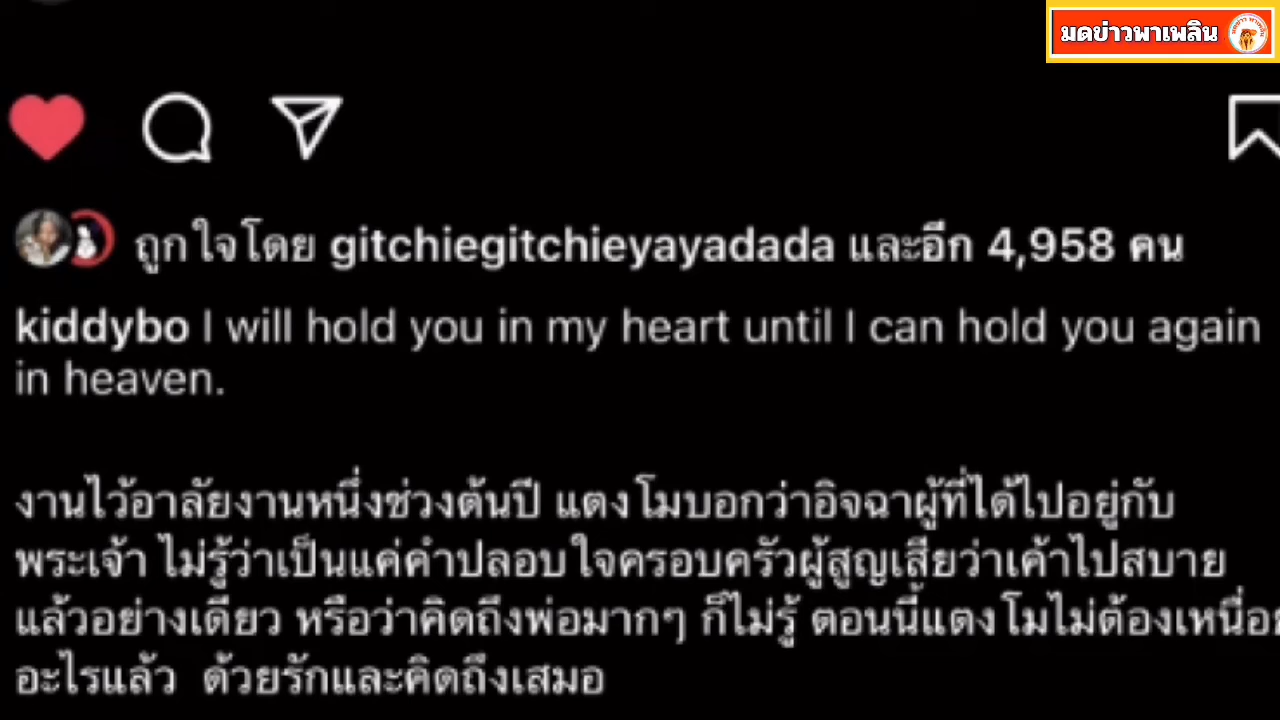 มดข่าวพาเพลิน
ถูกใจโดย gitchiegitchieyayadada และอีก 4,958 คน
kiddybo I will hold you in my heart until I can hold you again
in heaven.
งานไว้อาลัยงานหนึ่งช่วงต้นปี แตงโมบอกว่าอิจฉาผู้ที่ได้ไปอยู่กับ
พระเจ้า ไม่รู้ว่าเป็นแค่คำปลอบใจครอบครัวผู้สูญเสียว่าเค้าไปสบาย
แล้วอย่างเดียว หรือว่าคิดถึงพ่อมากๆ ก็ไม่รู้ ตอนนี้แตงโมไม่ต้องเหนื่อย
อะไรแล้ว ด้วยรักและคิดถึงเสมอ